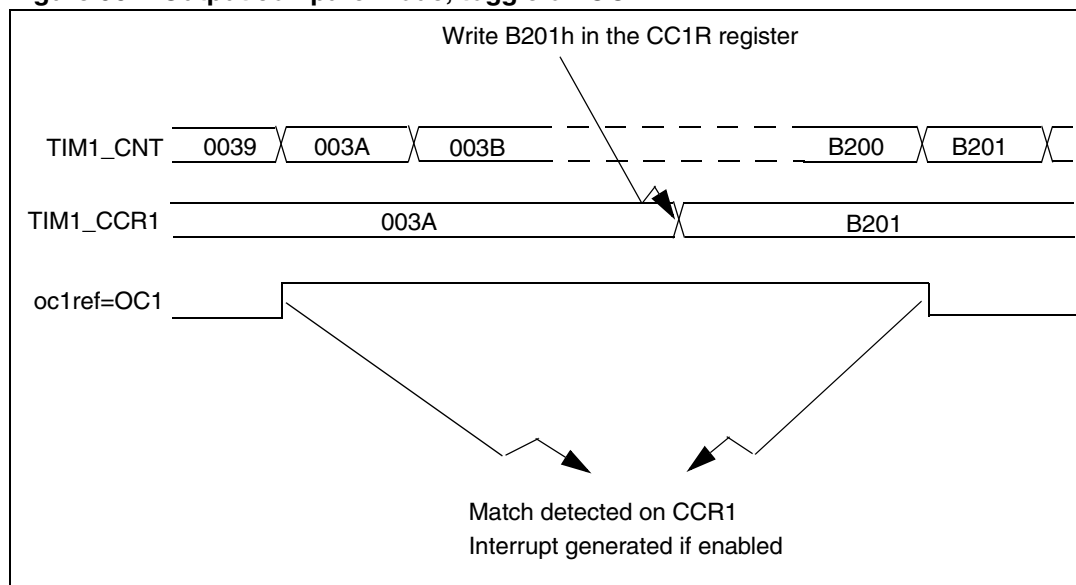 Write B201h in the CC1R register
TIM1_CNT 0039 003A 003B B200 B201
TIM1_CCR1 003A B201
oc1ref=OC1
Match detected on CCR1
Interrupt generated if enabled